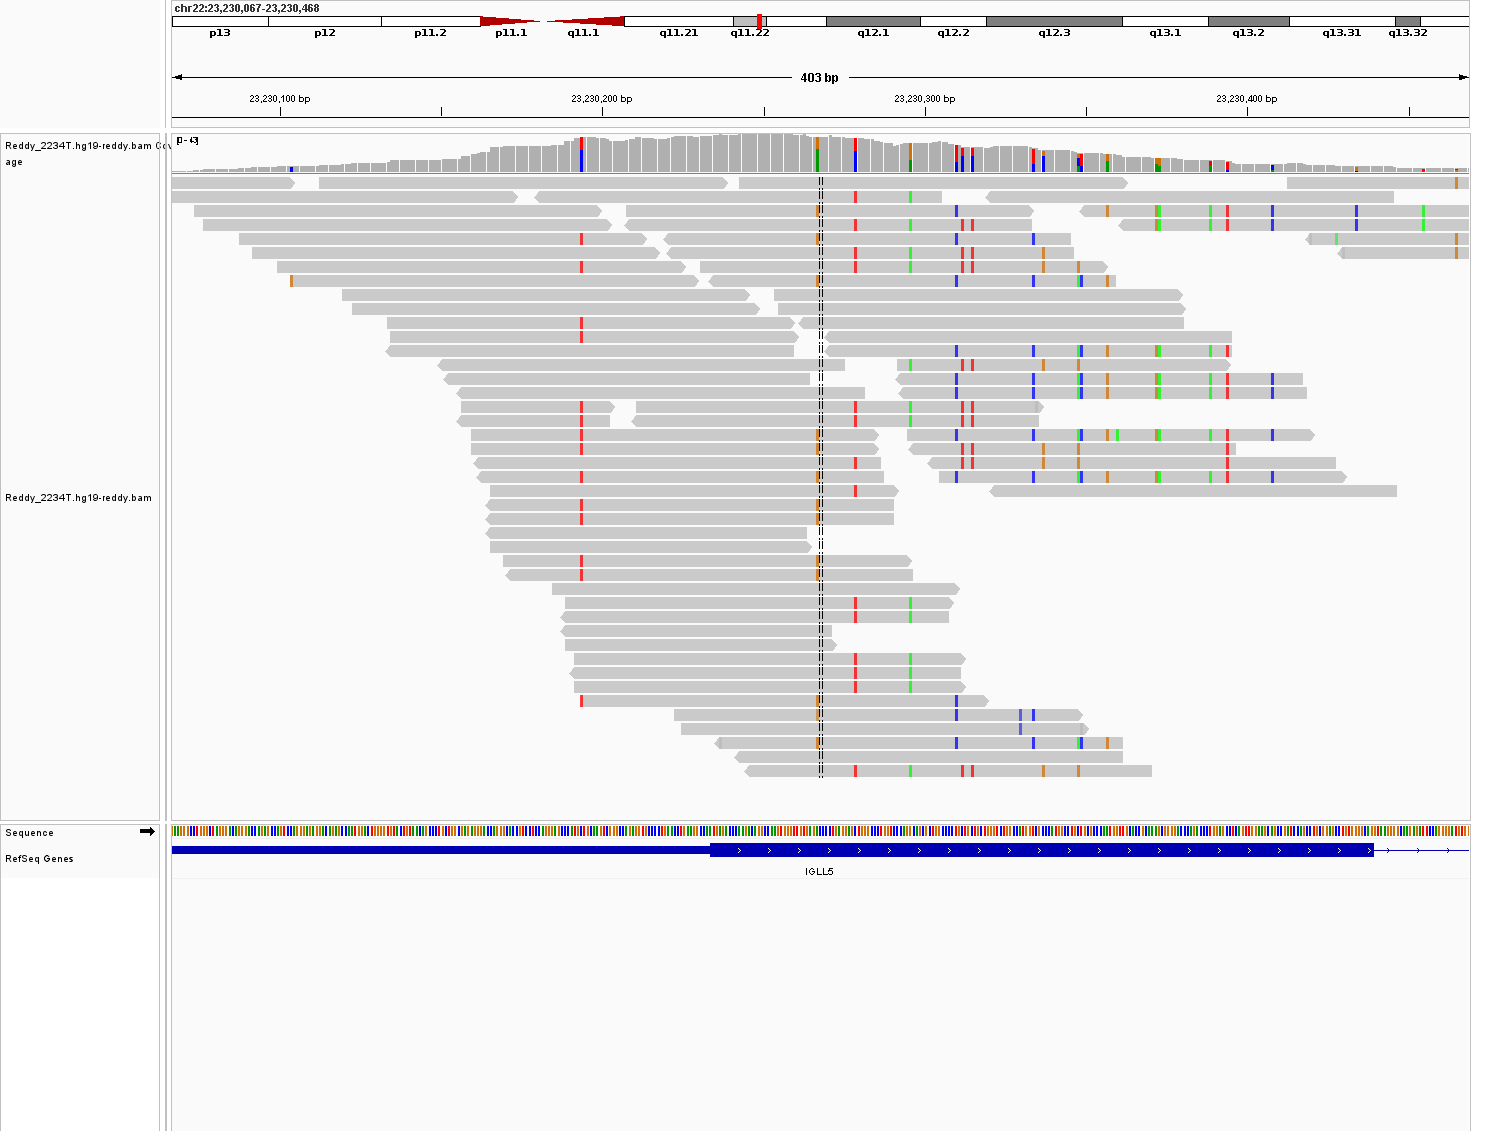 chr22:23,230,067-23,230,468
p13 p12 p11.2 p11.1 q11.1 q11.21 q11.22 q12.1 q12.2 q12.3 q13.1 q13.2 q13.31 q13.32
403 bp
23,230,100 bp 23,230,200 bp 23,230,300 bp 23,230,400 bp
Reddy_2234T.hg19-reddy.bam Cov
age
[0 - 43]
Reddy_2234T.hg19-reddy.bam
Sequence
RefSeq Genes
IGLL5